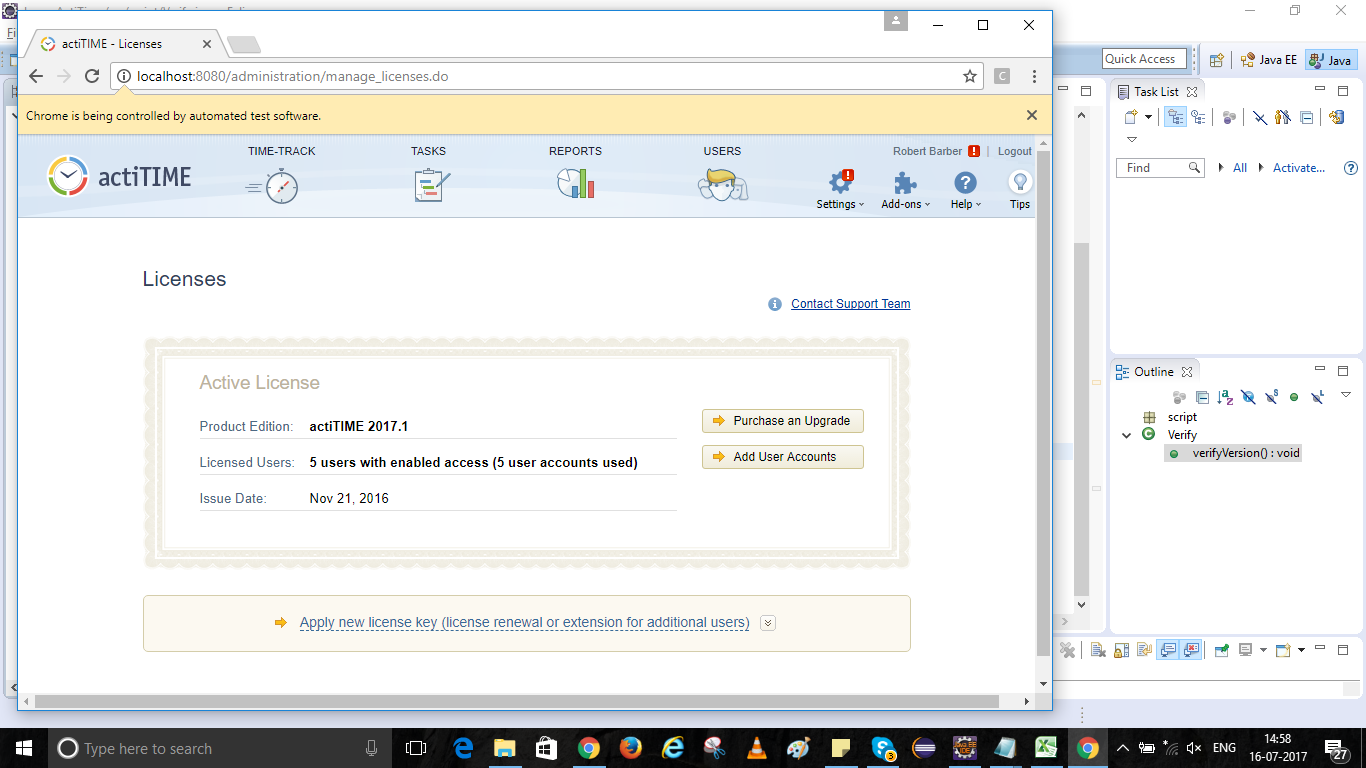 actiTIME - Licenses
localhost:8080/administration/manage_licenses.do
C
Chrome is being controlled by automated test software.
actiTIME
TIME-TRACK
TASKS
REPORTS
USERS
Robert Barber ! | Logout
Settings
Add-ons
Help
Tips
Licenses
Contact Support Team
Active License
Product Edition: actiTIME 2017.1
Licensed Users: 5 users with enabled access (5 user accounts used)
Issue Date: Nov 21, 2016
Purchase an Upgrade
Add User Accounts
Apply new license key (license renewal or extension for additional users)
Quick Access
Java EE
Java
Task List
Find
All
Activate...
Outline
script
Verify
verifyVersion() : void
Type here to search
3
ENG
14:58
16-07-2017
27